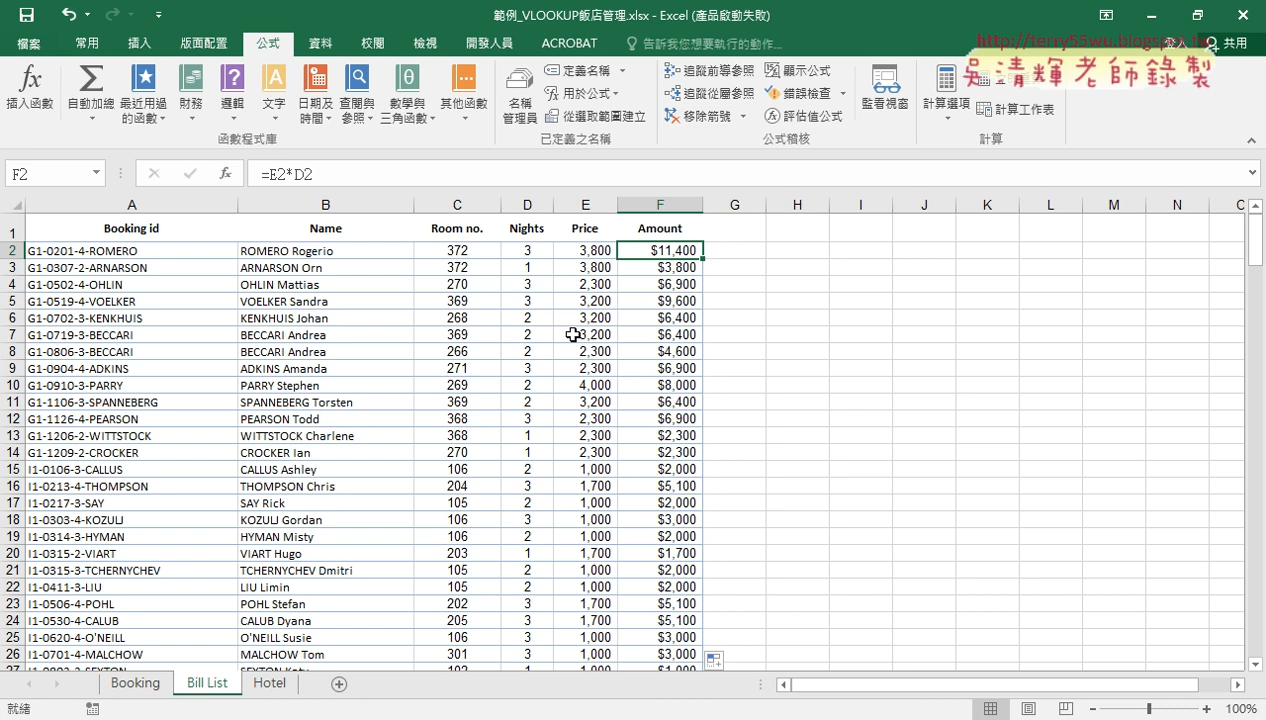 範例_VLOOKUP飯店管理.xlsx - Excel (產品啟動失敗)
檔案 常用 插入 版面配置 公式 資料 校閱 檢視 開發人員 ACROBAT 告訴我您想要執行的動作... 登入 共用
http://terry55wu.blogspot.tw
吳清輝老師錄製
插入函數 自動加總 最近用過的函數 財務 邏輯 文字 日期及時間 查閱與參照 數學與三角函數 其他函數
函數程式庫
名稱管理員 定義名稱 用於公式 從選取範圍建立
已定義之名稱
追蹤前導參照 追蹤從屬參照 移除箭號 顯示公式 錯誤檢查 評估值公式
公式稽核
監看視窗 計算選項 計算工作表
計算
F2 fx =E2*D2
A B C D E F G H I J K L M N O
1 Booking id Name Room no. Nights Price Amount
2 G1-0201-4-ROMERO ROMERO Rogerio 372 3 3,800 $11,400
3 G1-0307-2-ARNARSON ARNARSON Orn 372 1 3,800 $3,800
4 G1-0502-4-OHLIN OHLIN Mattias 270 3 2,300 $6,900
5 G1-0519-4-VOELKER VOELKER Sandra 369 3 3,200 $9,600
6 G1-0702-3-KENKHUIS KENKHUIS Johan 268 2 3,200 $6,400
7 G1-0719-3-BECCARI BECCARI Andrea 369 2 3,200 $6,400
8 G1-0806-3-BECCARI BECCARI Andrea 266 2 2,300 $4,600
9 G1-0904-4-ADKINS ADKINS Amanda 271 3 2,300 $6,900
10 G1-0910-3-PARRY PARRY Stephen 269 2 4,000 $8,000
11 G1-1106-3-SPANNEBERG SPANNEBERG Torsten 369 2 3,200 $6,400
12 G1-1126-4-PEARSON PEARSON Todd 368 3 2,300 $6,900
13 G1-1206-2-WITTSTOCK WITTSTOCK Charlene 368 1 2,300 $2,300
14 G1-1209-2-CROCKER CROCKER Ian 270 1 2,300 $2,300
15 I1-0106-3-CALLUS CALLUS Ashley 106 2 1,000 $2,000
16 I1-0213-4-THOMPSON THOMPSON Chris 204 3 1,700 $5,100
17 I1-0217-3-SAY SAY Rick 105 2 1,000 $2,000
18 I1-0303-4-KOZULJ KOZULJ Gordan 106 3 1,000 $3,000
19 I1-0314-3-HYMAN HYMAN Misty 106 2 1,000 $2,000
20 I1-0315-2-VIART VIART Hugo 203 1 1,700 $1,700
21 I1-0315-3-TCHERNYCHEV TCHERNYCHEV Dmitri 105 2 1,000 $2,000
22 I1-0411-3-LIU LIU Limin 105 2 1,000 $2,000
23 I1-0506-4-POHL POHL Stefan 202 3 1,700 $5,100
24 I1-0530-4-CALUB CALUB Dyana 205 3 1,700 $5,100
25 I1-0620-4-O'NEILL O'NEILL Susie 106 3 1,000 $3,000
26 I1-0701-4-MALCHOW MALCHOW Tom 301 3 1,000 $3,000
Booking Bill List Hotel
就緒 100%